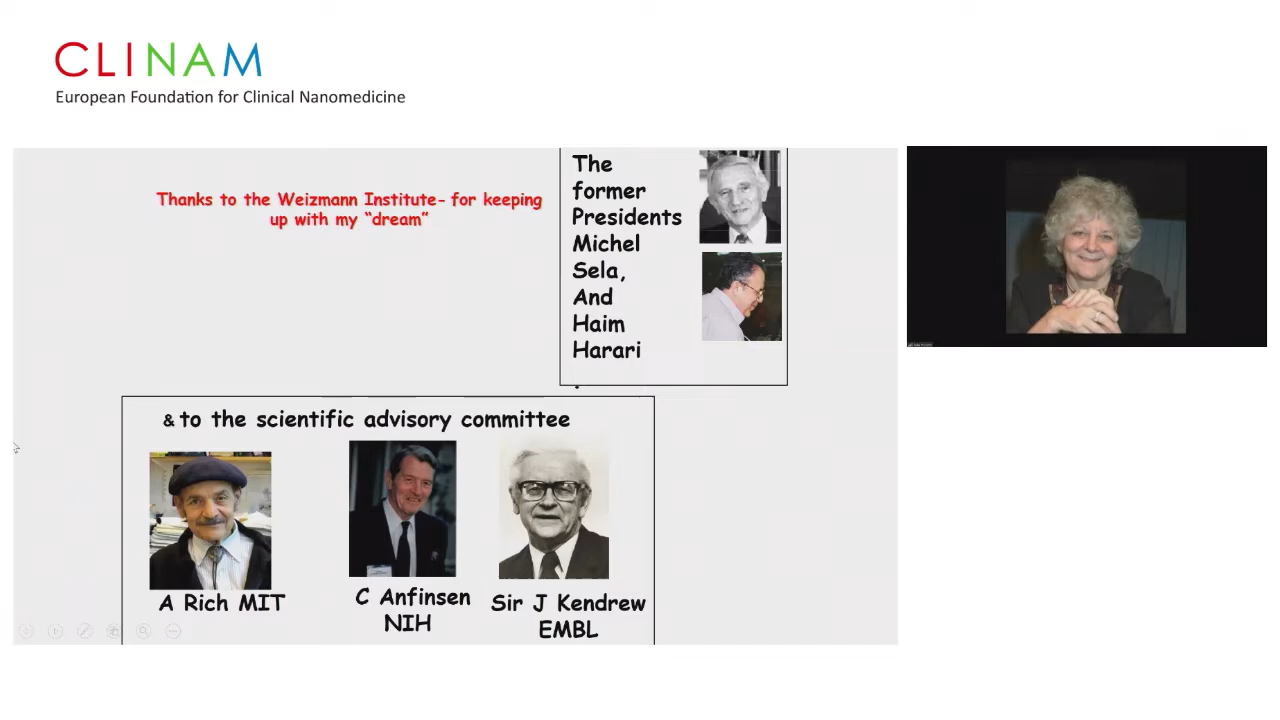 CLINAM
European Foundation for Clinical Nanomedicine
Thanks to the Weizmann Institute- for keeping
up with my “dream”
The
former
Presidents
Michel
Sela,
And
Haim
Harari
.
& to the scientific advisory committee
A Rich MIT
C Anfinsen
NIH
Sir J Kendrew
EMBL